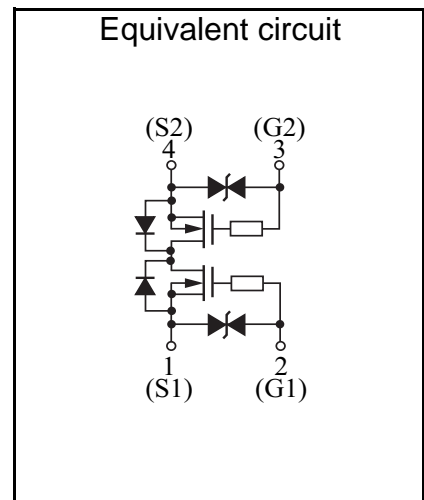 Equivalent circuit
(S2) (G2)
4 3
1 2
(S1) (G1)